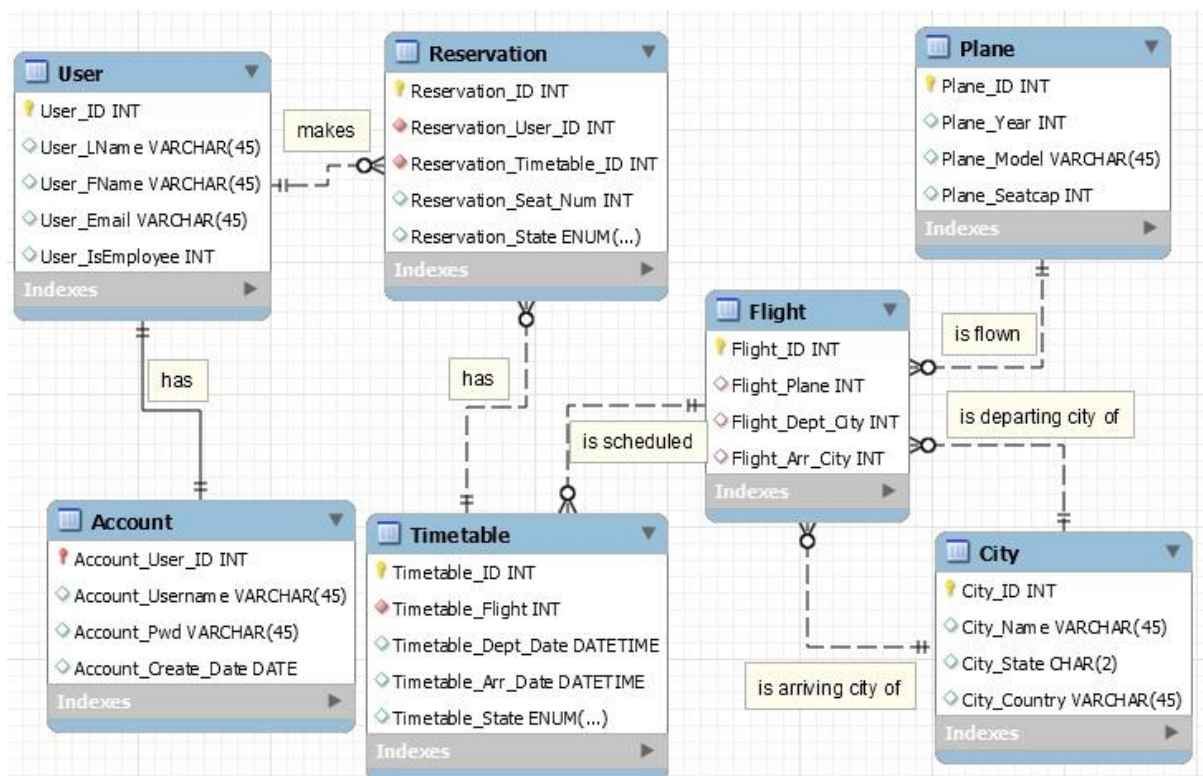 User
User_ID INT
User_LName VARCHAR(45)
User_FName VARCHAR(45)
User_Email VARCHAR(45)
User_IsEmployee INT
Indexes
makes
Reservation
Reservation_ID INT
Reservation_User_ID INT
Reservation_Timetable_ID INT
Reservation_Seat_Num INT
Reservation_State ENUM(...)
Indexes
Plane
Plane_ID INT
Plane_Year INT
Plane_Model VARCHAR(45)
Plane_Seatcap INT
Indexes
has
has
is scheduled
Flight
Flight_ID INT
Flight_Plane INT
Flight_Dept_City INT
Flight_Arr_City INT
Indexes
is flown
is departing city of
Account
Account_User_ID INT
Account_Username VARCHAR(45)
Account_Pwd VARCHAR(45)
Account_Create_Date DATE
Indexes
Timetable
Timetable_ID INT
Timetable_Flight INT
Timetable_Dept_Date DATETIME
Timetable_Arr_Date DATETIME
Timetable_State ENUM(...)
Indexes
is arriving city of
City
City_ID INT
City_Name VARCHAR(45)
City_State CHAR(2)
City_Country VARCHAR(45)
Indexes